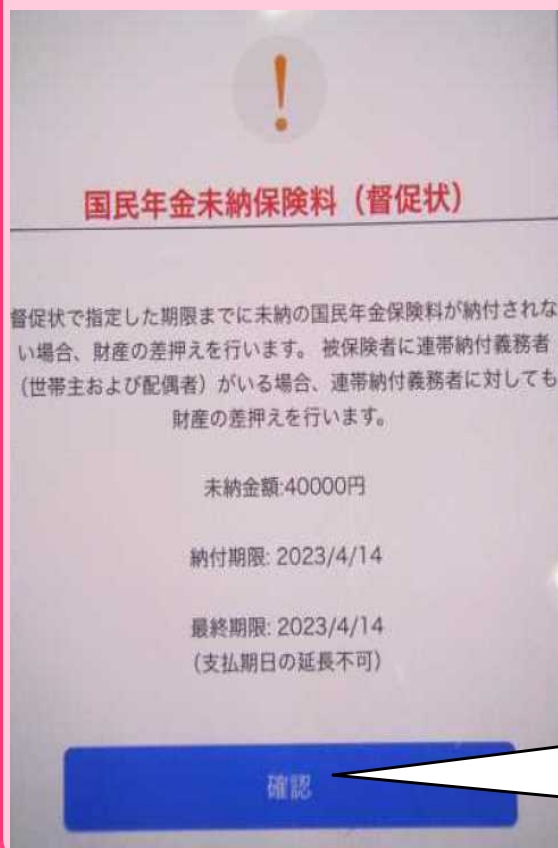 !
国民年金未納保険料（督促状）
督促状で指定した期限までに未納の国民年金保険料が納付されな
い場合、財産の差押えを行います。 被保険者に連帯納付義務者
（世帯主および配偶者）がいる場合、連帯納付義務者に対しても
財産の差押えを行います。
未納金額:40000円
納付期限: 2023/4/14
最終期限: 2023/4/14
（支払期日の延長不可）
確認